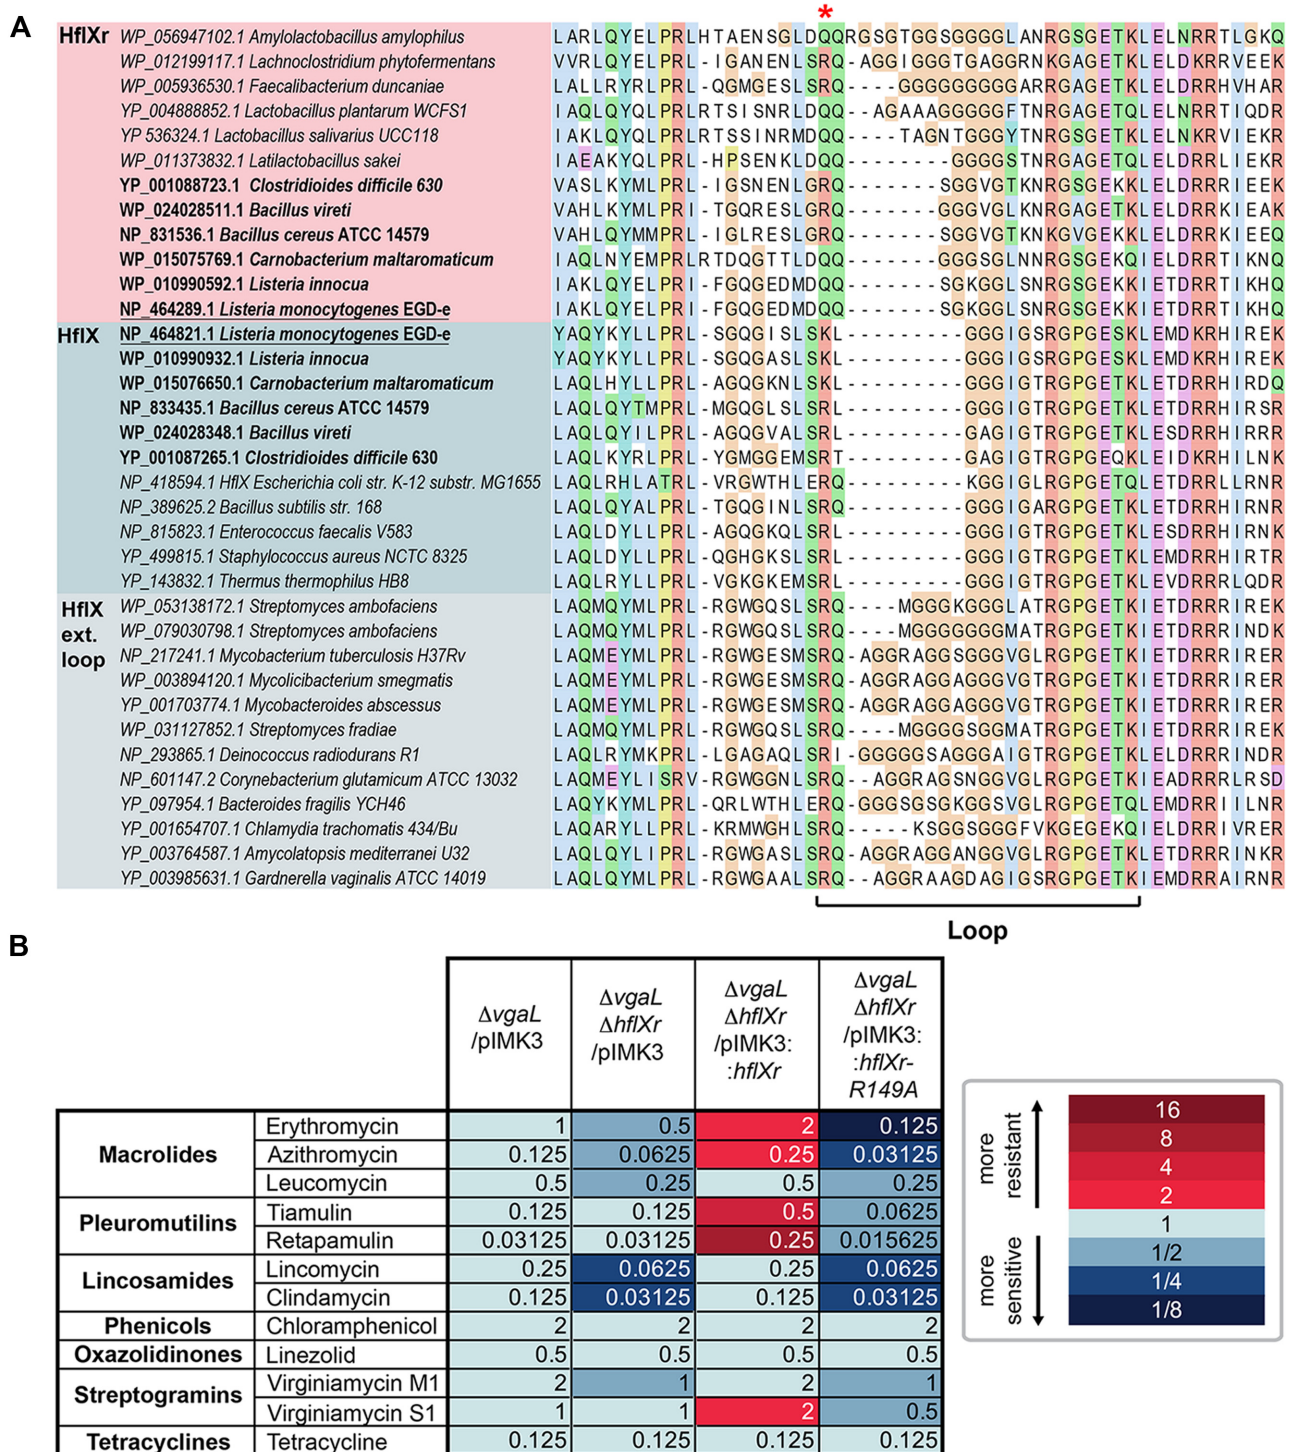 A
*
HflXr WP_056947102.1 Amylolactobacillus amylophilus LARLQYELPRLHTAENSGLDQQRGSGTGGSGGGGLANRGSGETKLELNRRTLGKQ
WP_012199117.1 Lachnoclostridium phytofermentans VVRLQYELPRL-IGANENLSRQ-AGGIGGGTGAGGRNKGAGETKLELDKRRVEEK
WP_005936530.1 Faecalibacterium duncaniae LALLRYRLPRL-QGMGESLSRQ----GGGGGGGGGARRGSGETKLELDRRHVHAR
YP_004888852.1 Lactobacillus plantarum WCFS1 IAQLQYQLPRLRTSISNRLDQQ--AGAAAGGGGGFTNRGAGETQLELNRRTIQDR
YP 536324.1 Lactobacillus salivarius UCC118 IAKLQYQLPRLRTSSINRMDQQ----TAGNTGGGYTNRGSGETKLELNKRVIEKR
WP_011373832.1 Latilactobacillus sakei IAEAKYQLPRL-HPSENKLDQQ--------GGGGSTNRGAGETQLELDRRLIEKR
YP_001088723.1 Clostridioides difficile 630 VASLKYMLPRL-IGSNENLGRQ-------SGGVGTKNRGSGEKKLELDRRRIEEK
WP_024028511.1 Bacillus vireti VAHLKYMLPRI-TGQRESLGRQ-------GGGVGLKNRGAGETKLELDRRKIEAK
NP_831536.1 Bacillus cereus ATCC 14579 VAHLQYMMPRL-IGLRESLGRQ-------SGGVGTKNKGVGEKKLELDRRKIEEQ
WP_015075769.1 Carnobacterium maltaromaticum IAQLNYEMPRLRTDQGTTLDQQ-------GGGSGLNNRGSGEKQIELDRRTIKNQ
WP_010990592.1 Listeria innocua IAKLQYELPRI-FGQGEDMDQQ-------SGKGGLSNRGSGEKKIELDRRTIKHQ
NP_464289.1 Listeria monocytogenes EGD-e IAKLQYELPRI-FGQGEDMDQQ-------SGKGGLSNRGSGEKKIELDRRTIKHQ
HflX NP_464821.1 Listeria monocytogenes EGD-e YAQYKYLLPRL-SGQGISLSKL---------GGGIGSRGPGESKLEMDKRHIREK
WP_010990932.1 Listeria innocua YAQYKYLLPRL-SGQGASLSKL---------GGGIGSRGPGESKLEMDKRHIREK
WP_015076650.1 Carnobacterium maltaromaticum LAQLHYLLPRL-AGQGKNLSKL---------GGGIGTRGPGETKLEMDRRHIRDQ
NP_833435.1 Bacillus cereus ATCC 14579 LAQLQYTMPRL-MGQGLSLSRL---------GGGIGTRGPGETKLETDRRHIRSR
WP_024028348.1 Bacillus vireti LAQLQYILPRL-AGQGVALSRL---------GAGIGTRGPGETKLESDRRHIRRR
YP_001087265.1 Clostridioides difficile 630 LAQLKYRLPRL-YGMGGEMSRT---------GAGIGTRGPGEQKLEIDKRHILNK
NP_418594.1 HflX Escherichia coli str. K-12 substr. MG1655 LAQLRHLATRL-VRGWTHLERQ---------KGGIGLRGPGETQLETDRRLLRNR
NP_389625.2 Bacillus subtilis str. 168 LAQLQYALPRL-TGQGINLSRQ---------GGGIGARGPGETKLETDRRHIRNR
NP_815823.1 Enterococcus faecalis V583 LAQLDYLLPRL-AGQGKQLSRL---------GGGIGTRGPGETKLESDRRHIRNK
YP_499815.1 Staphylococcus aureus NCTC 8325 LAQLDYLLPRL-QGHGKSLSRL---------GGGIGTRGPGETKLEMDRRHIRTR
YP_143832.1 Thermus thermophilus HB8 LAQLRYLLPRL-VGKGKEMSRL---------GGGIGTRGPGETKLEVDRRRLQDR
HflX ext. loop WP_053138172.1 Streptomyces ambofaciens LAQMQYMLPRL-RGWGQSLSRQ----MGGGKGGGLATRGPGETKIETDRRRIREK
WP_079030798.1 Streptomyces ambofaciens LAQMQYMLPRL-RGWGQSLSRQ----MGGGGGGGMATRGPGETKIETDRRRINDK
NP_217241.1 Mycobacterium tuberculosis H37Rv LAQMEYMLPRL-RGWGESMSRQ-AGGRAGGSGGGVGLRGPGETKIETDRRRIRER
WP_003894120.1 Mycolicibacterium smegmatis LAQMEYMLPRL-RGWGESMSRQ-AGGRAGGAGGGVGTRGPGETKIETDRRRIRER
YP_001703774.1 Mycobacteroides abscessus LAQMEYMLPRL-RGWGESMSRQ-AGGRAGGAGGGVGTRGPGETKIETDRRRIRER
WP_031127852.1 Streptomyces fradiae LAQMQYMLPRL-RGWGQSLSRQ----MGGGGSGGMATRGPGETKIETDRRRIREK
NP_293865.1 Deinococcus radiodurans R1 LAQLRYMKPRL-LGAGAQLSRI-GGGGGSAGGGAIGTRGPGETKLELDRRRINDR
NP_601147.2 Corynebacterium glutamicum ATCC 13032 LAQMEYLISRV-RGWGGNLSRQ--AGGRAGSNGGVGLRGPGETKIEADRRRLRSD
YP_097954.1 Bacteroides fragilis YCH46 LAQYKYMLPRL-QRLWTHLERQ-GGGSGSGKGGSVGLRGPGETQLEMDRRIILNR
YP_001654707.1 Chlamydia trachomatis 434/Bu LAQARYLLPRL-KRMWGHLSRQ-----KSGGSGGGFVKGEGEKQIELDRRIVRER
YP_003764587.1 Amycolatopsis mediterranei U32 LAQLQYLIPRL-RGWGASLSRQ-AGGRAGGANGGVGLRGPGETKLETDRRRINKR
YP_003985631.1 Gardnerella vaginalis ATCC 14019 LAQLQYMLPRL-RGWGAALSRQ--AGGRAAGDAGIGSRGPGETKIEMDRRAIRNR
Loop
B
ΔvgaL /pIMK3
ΔvgaL ΔhflXr /pIMK3
ΔvgaL ΔhflXr /pIMK3: :hflXr
ΔvgaL ΔhflXr /pIMK3: :hflXr- R149A
Macrolides Erythromycin 1 0.5 2 0.125
Azithromycin 0.125 0.0625 0.25 0.03125
Leucomycin 0.5 0.25 0.5 0.25
Pleuromutilins Tiamulin 0.125 0.125 0.5 0.0625
Retapamulin 0.03125 0.03125 0.25 0.015625
Lincosamides Lincomycin 0.25 0.0625 0.25 0.0625
Clindamycin 0.125 0.03125 0.125 0.03125
Phenicols Chloramphenicol 2 2 2 2
Oxazolidinones Linezolid 0.5 0.5 0.5 0.5
Streptogramins Virginiamycin M1 2 1 2 1
Virginiamycin S1 1 1 2 0.5
Tetracyclines Tetracycline 0.125 0.125 0.125 0.125
more resistant
more sensitive
16
8
4
2
1
1/2
1/4
1/8